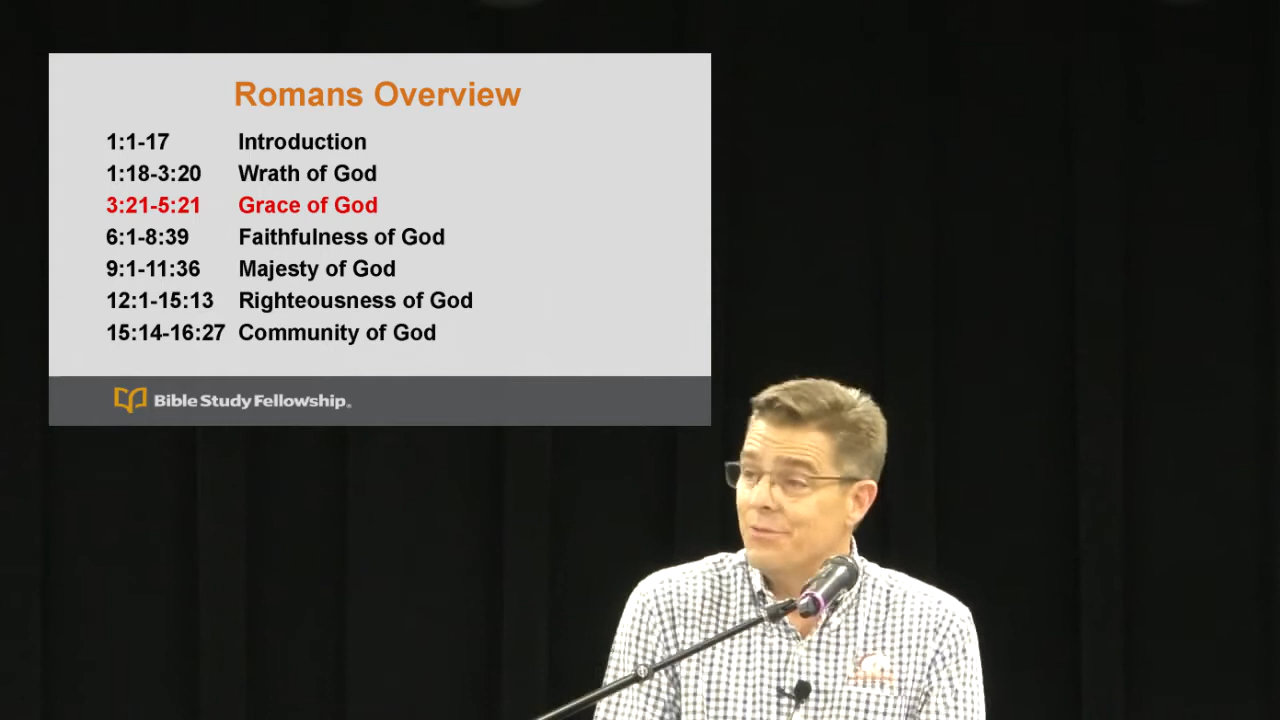 Romans Overview
1:1-17 Introduction
1:18-3:20 Wrath of God
3:21-5:21 Grace of God
6:1-8:39 Faithfulness of God
9:1-11:36 Majesty of God
12:1-15:13 Righteousness of God
15:14-16:27 Community of God
Bible Study Fellowship®